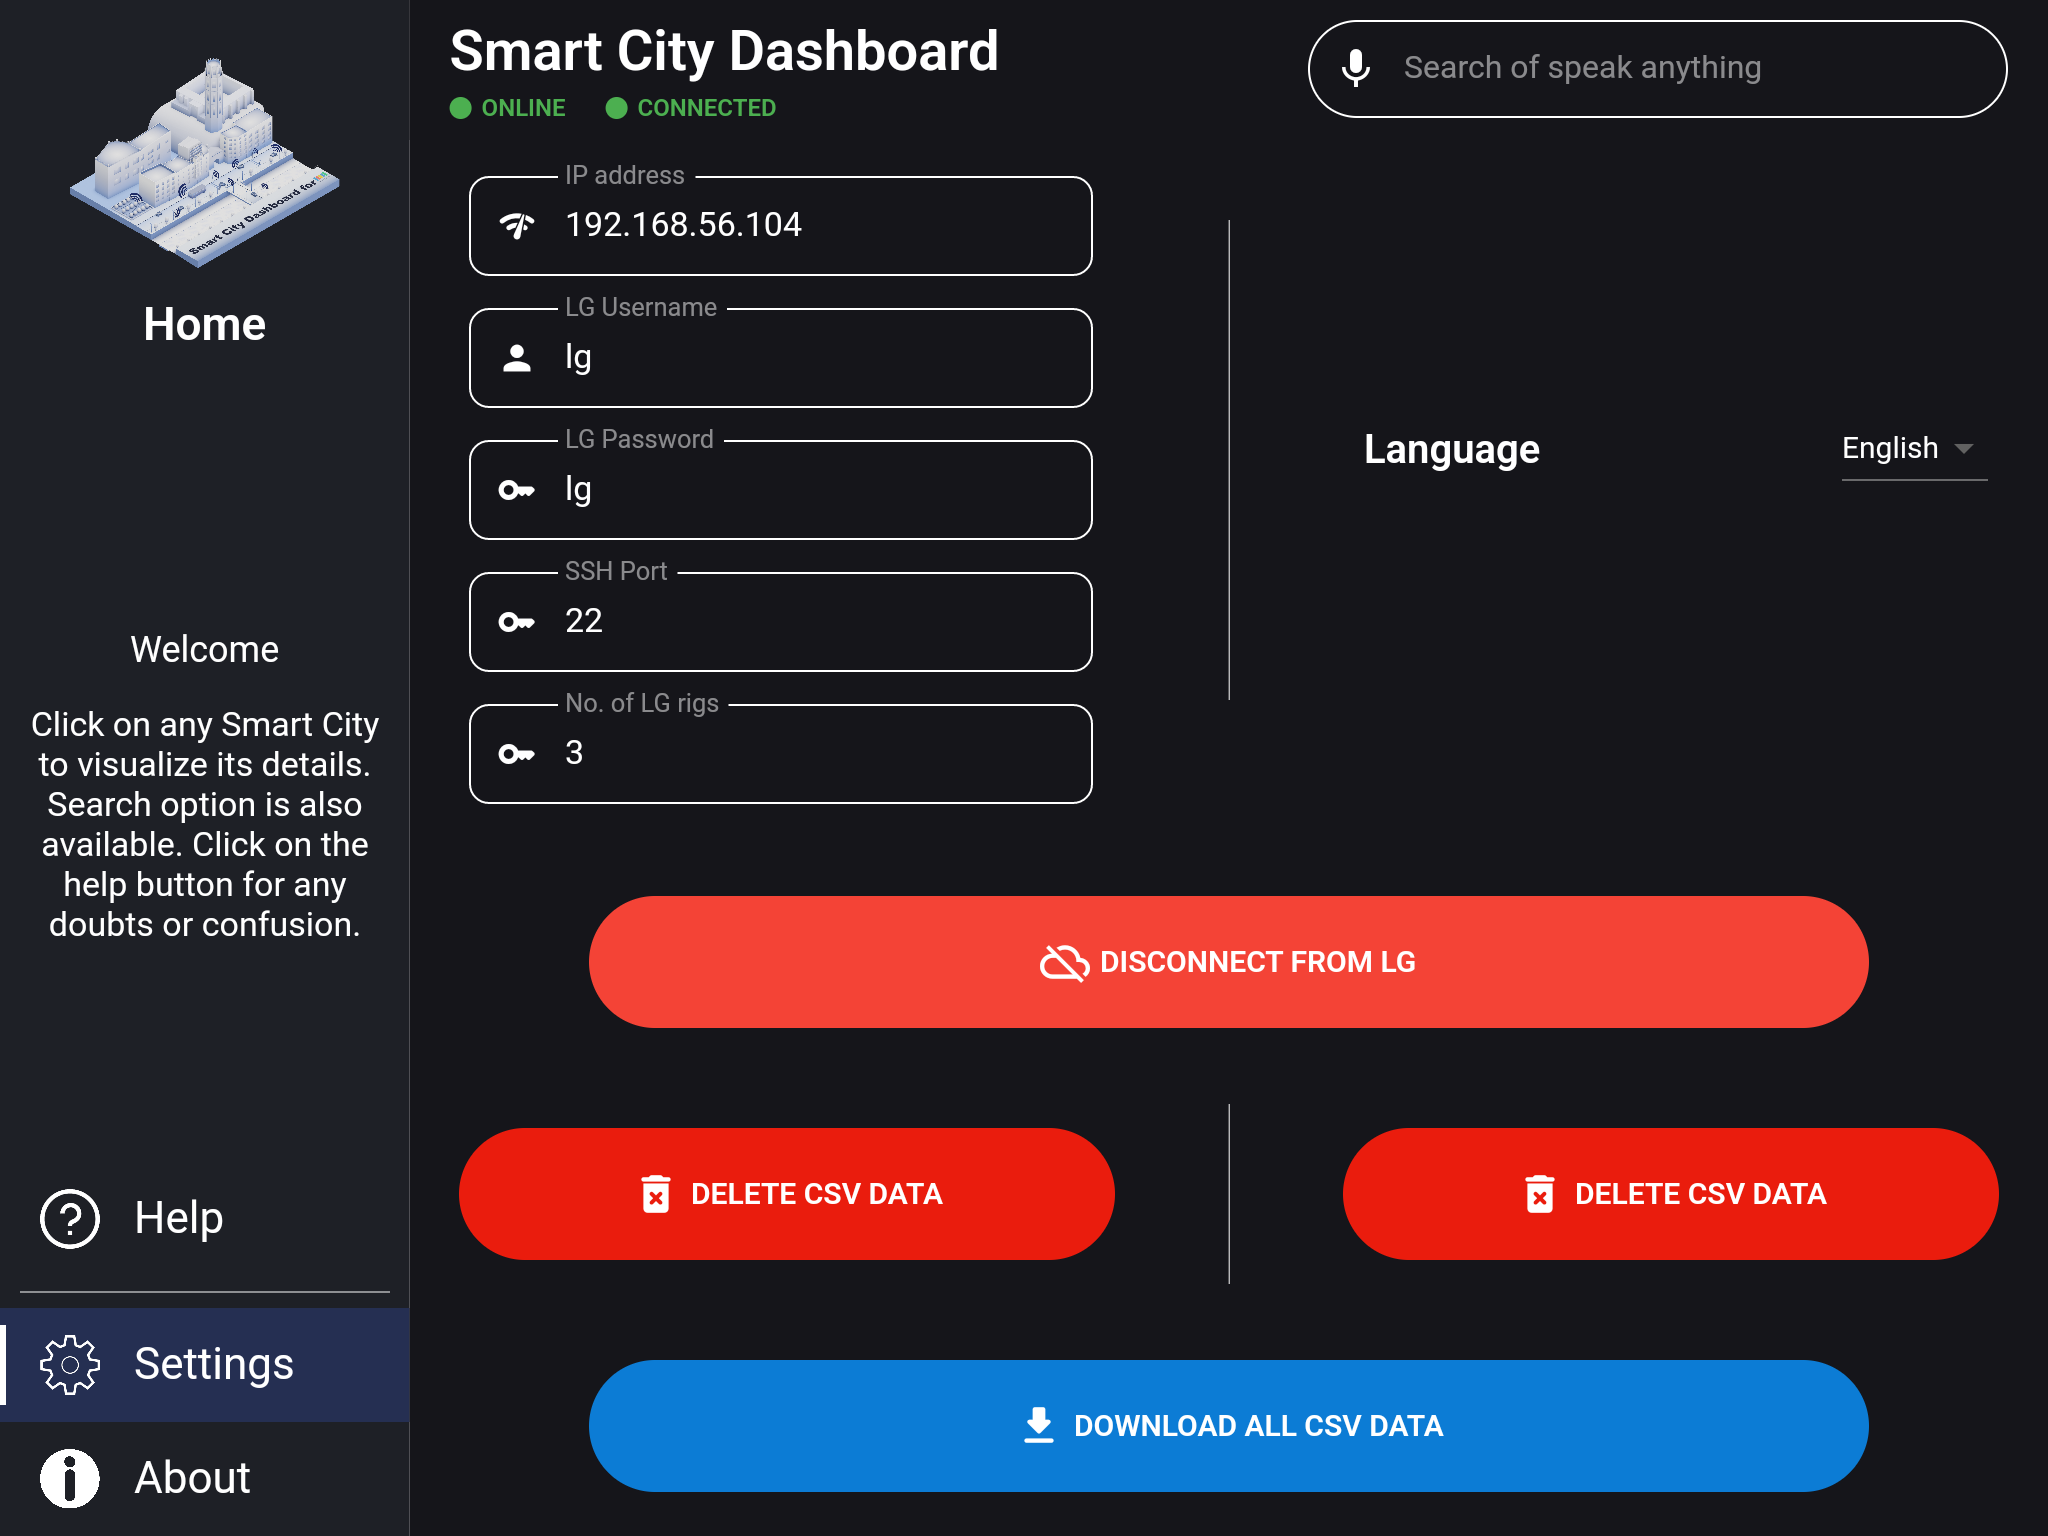 Smart City Dashboard for
Home
Welcome
Click on any Smart City
to visualize its details.
Search option is also
available. Click on the
help button for any
doubts or confusion.
Help
Settings
About
Smart City Dashboard
ONLINE
CONNECTED
Search of speak anything
IP address
192.168.56.104
LG Username
lg
LG Password
lg
SSH Port
22
No. of LG rigs
3
Language
English
DISCONNECT FROM LG
DELETE CSV DATA
DELETE CSV DATA
DOWNLOAD ALL CSV DATA